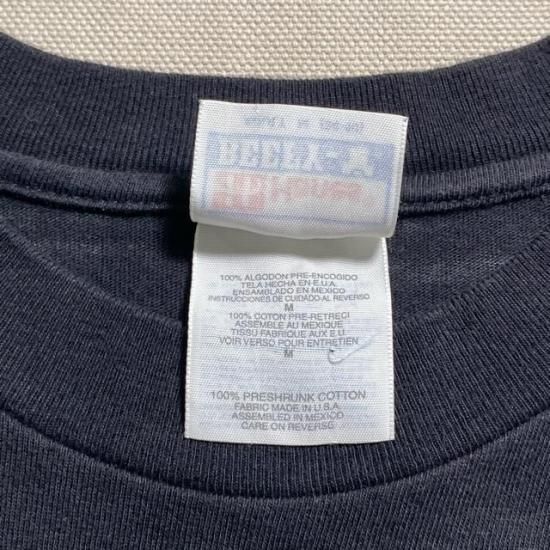 100% ALGODON PRE-ENCOGIDO
TELA HECHA EN E.U.A.
ENSAMBLADO EN MEXICO
INSTRUCCIONES DE CUIDADO AL REVERSO
M
100% COTON PRE-RETRECI
ASSEMBLE AU MEXIQUE
TISSU FABRIQUE AUX E.U.
VOIR VERSO POUR ENTRETIEN
M
100% PRESHRUNK COTTON
FABRIC MADE IN U.S.A.
ASSEMBLED IN MEXICO
CARE ON REVERSE